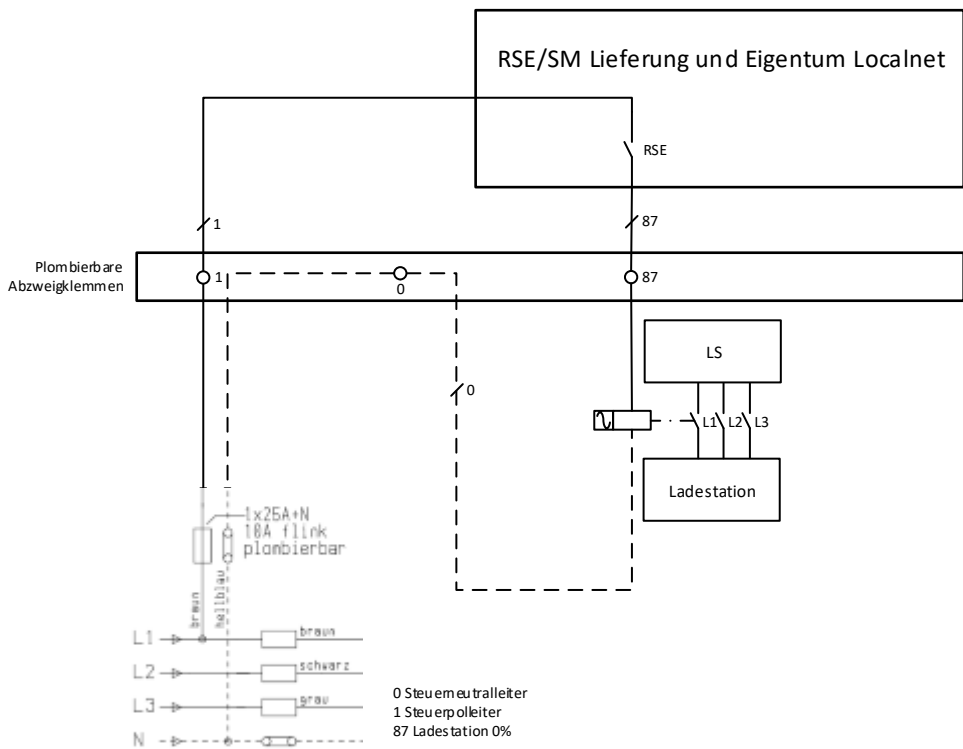 RSE/SM Lieferung und Eigentum Localnet
RSE
1
87
Plombierbare
Abzweigklemmen
1
0
87
LS
0
L1
L2
L3
Ladestation
1x25A+N
10A flink
plombierbar
braun
hellblau
L1
braun
L2
schwarz
L3
grau
N
0 Steuerneutralleiter
1 Steuerpolleiter
87 Ladestation 0%